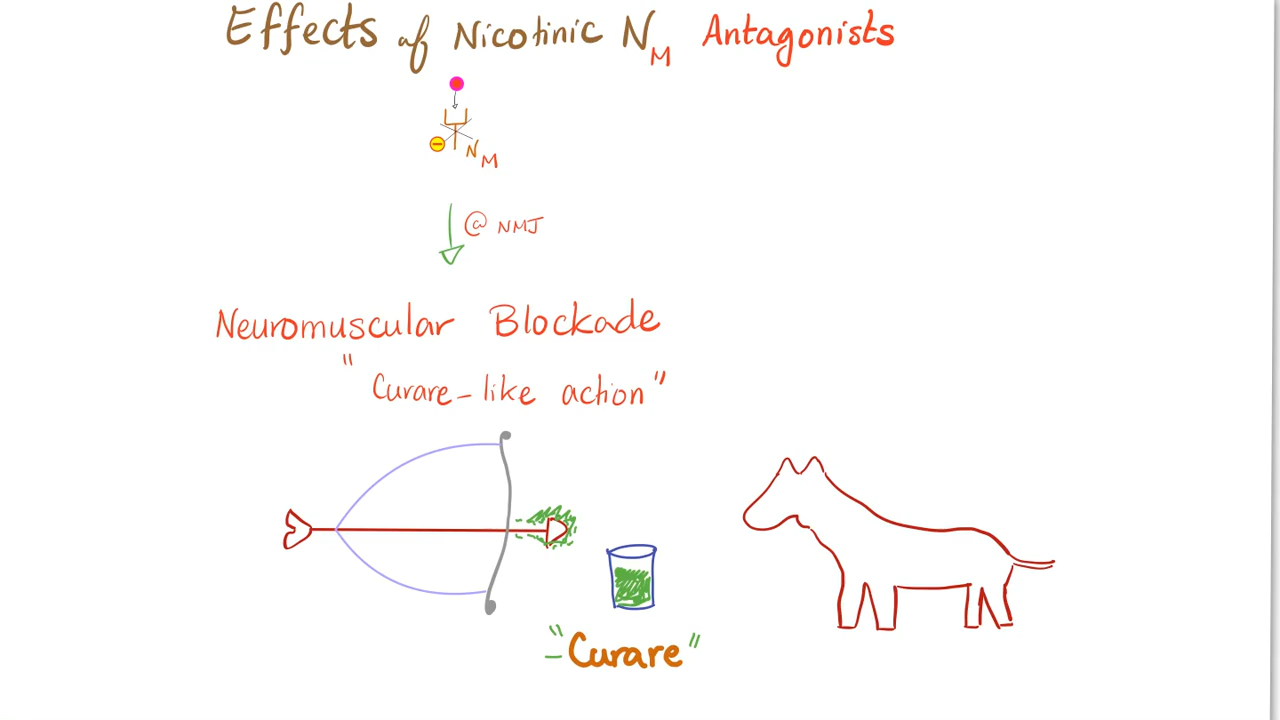 Effects of Nicotinic NM Antagonists
NM
@ NMJ
Neuromuscular Blockade
"Curare-like action"
"Curare"